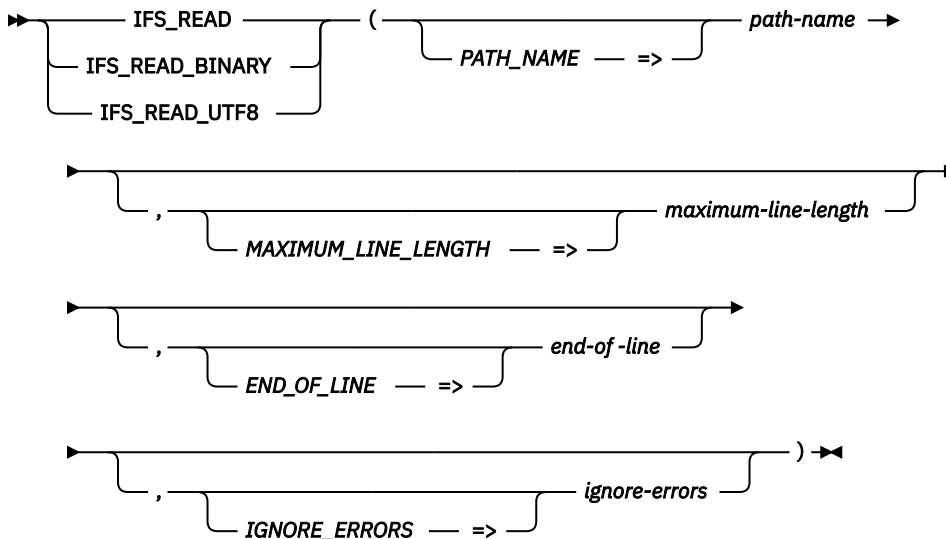 IFS_READ ( path-name
PATH_NAME =>
IFS_READ_BINARY
IFS_READ_UTF8
, maximum-line-length
MAXIMUM_LINE_LENGTH =>
, end-of -line
END_OF_LINE =>
, ignore-errors )
IGNORE_ERRORS =>